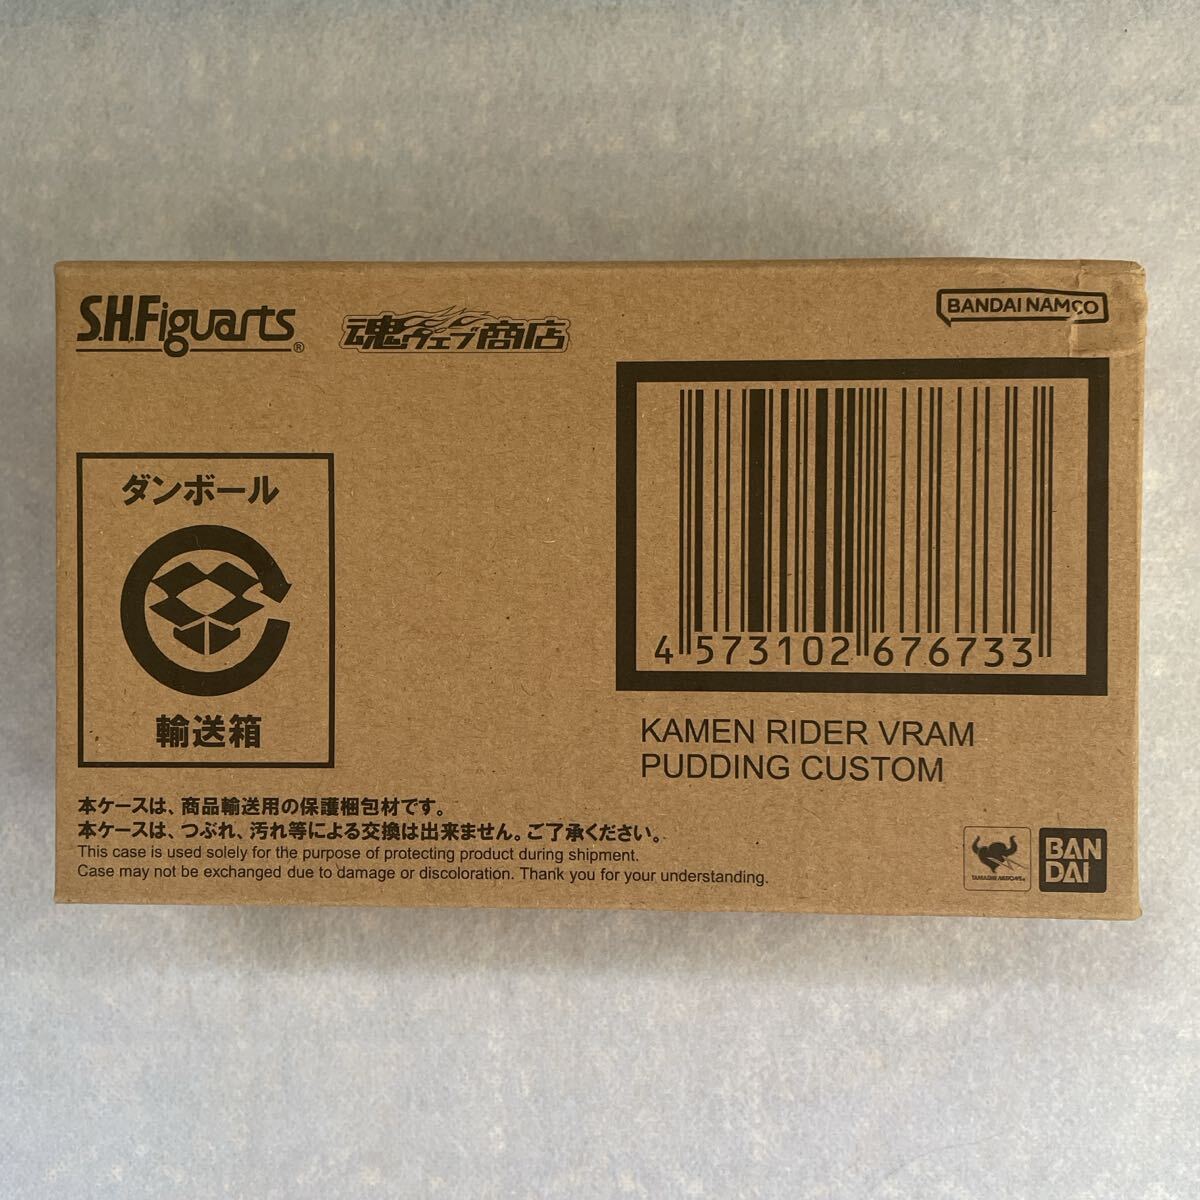 S.H.Figuarts®
魂ウェブ商店
BANDAI NAMCO
ダンボール
輸送箱
4 573102 676733
KAMEN RIDER VRAM
PUDDING CUSTOM
本ケースは、商品輸送用の保護梱包材です。
本ケースは、つぶれ、汚れ等による交換は出来ません。ご了承ください。
This case is used solely for the purpose of protecting product during shipment.
Case may not be exchanged due to damage or discoloration. Thank you for your understanding.
TAMASHII NATIONS
BAN
DAI